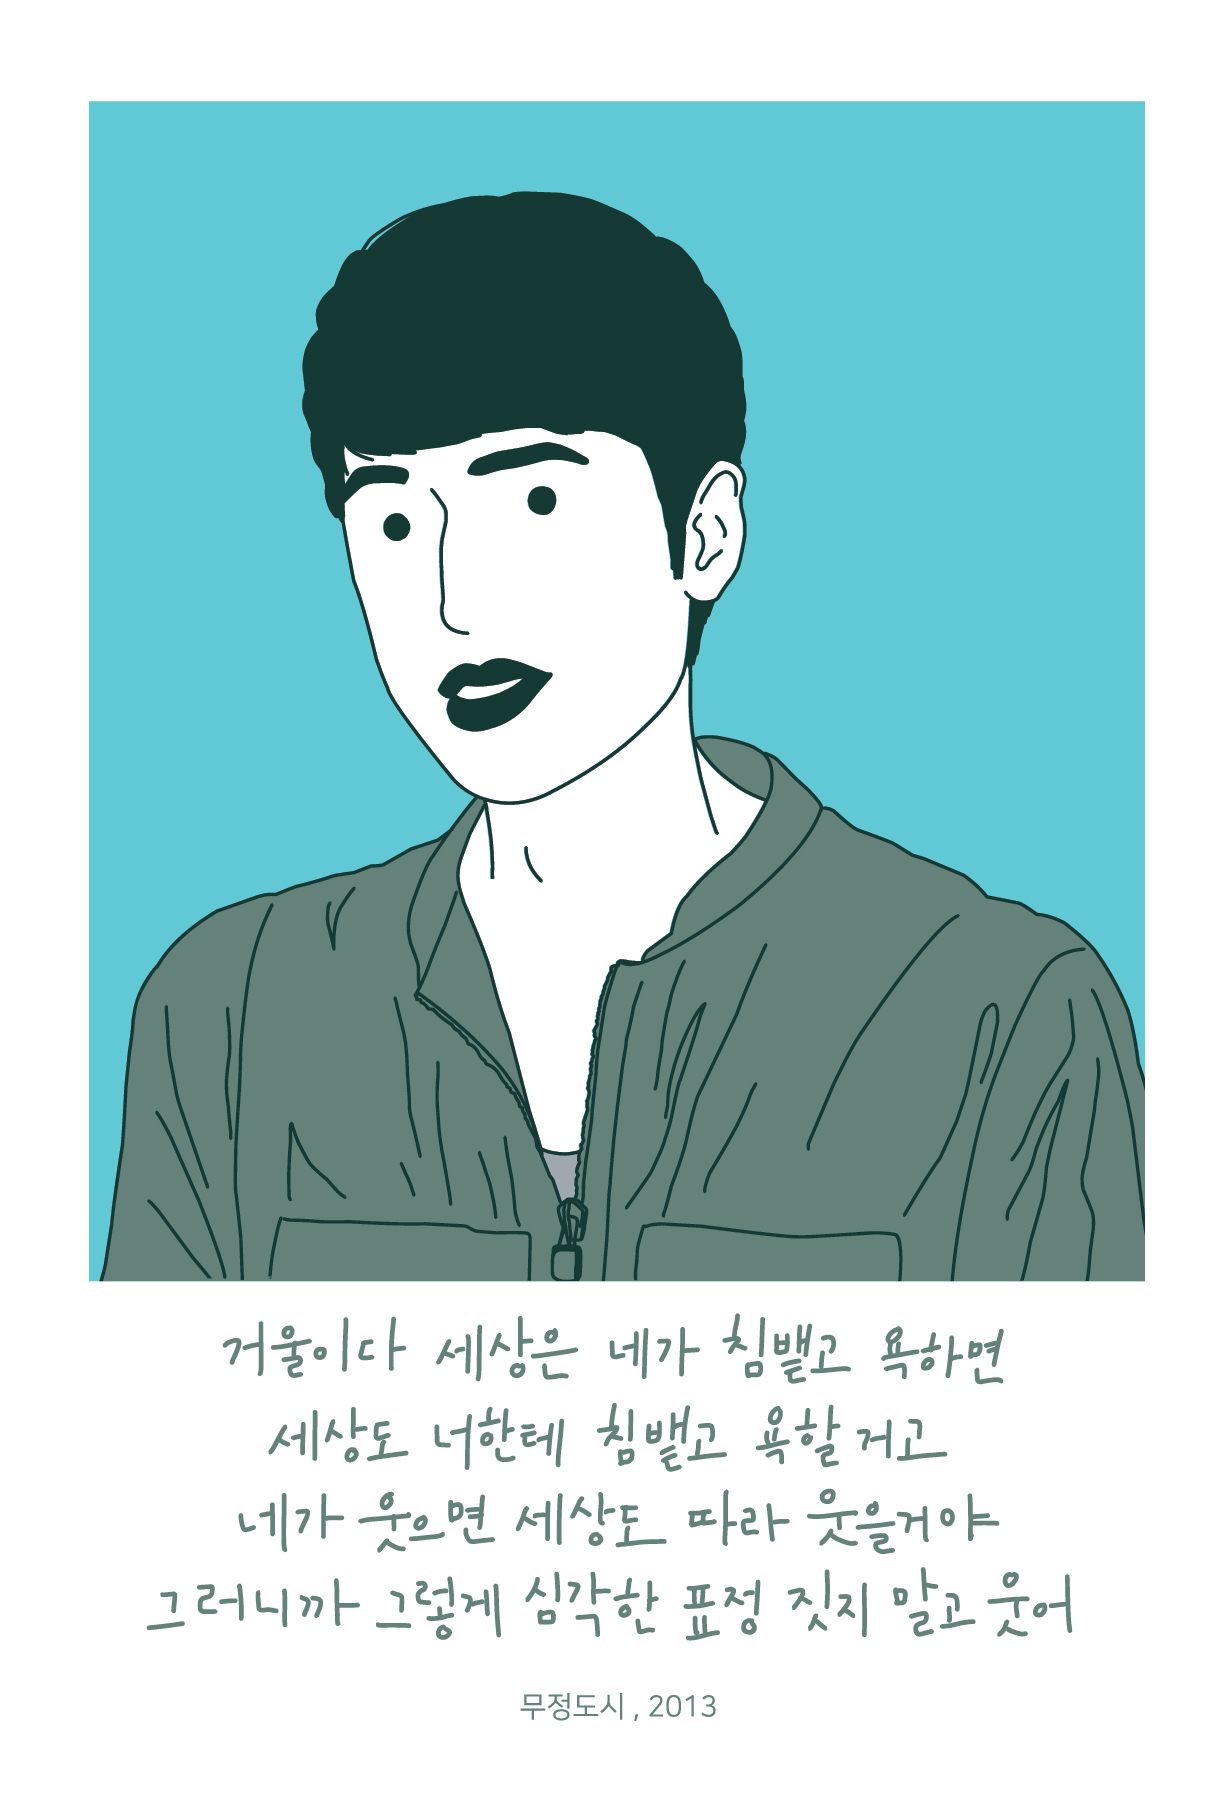 거울이다 세상은 네가 침뱉고 욕하면
세상도 너한테 침뱉고 욕할거고
네가 웃으면 세상도 따라 웃을거야
그러니까 그렇게 심각한 표정 짓지 말고 웃어
무정도시 , 2013